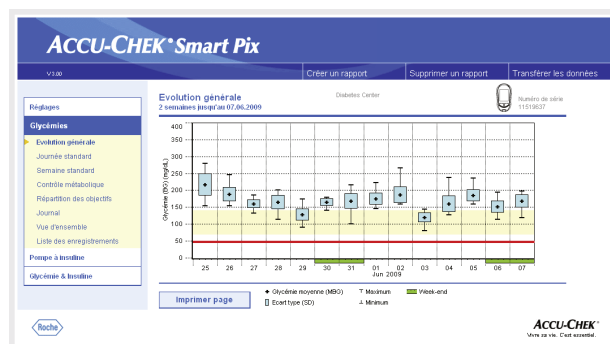 ACCU-CHEK® Smart Pix
V 3.00
Créer un rapport
Supprimer un rapport
Transférer les données
Réglages
Glycémies
Evolution générale
Journée standard
Semaine standard
Contrôle métabolique
Répartition des objectifs
Journal
Vue d'ensemble
Liste des enregistrements
Pompe à insuline
Glycémie & Insuline
Evolution générale
2 semaines jusqu'au 07.06.2009
Diabetes Center
Numéro de série
11519637
Glycémie (BG) (mg/dL)
400
350
300
250
200
150
100
50
0
25 26 27 28 29 30 31 01 02 03 04 05 06 07
Jun 2009
Imprimer page
Glycémie moyenne (MBG)
Maximum
Week-end
Ecart type (SD)
Minimum
Roche
ACCU-CHEK®
Vivre sa vie. C'est essentiel.